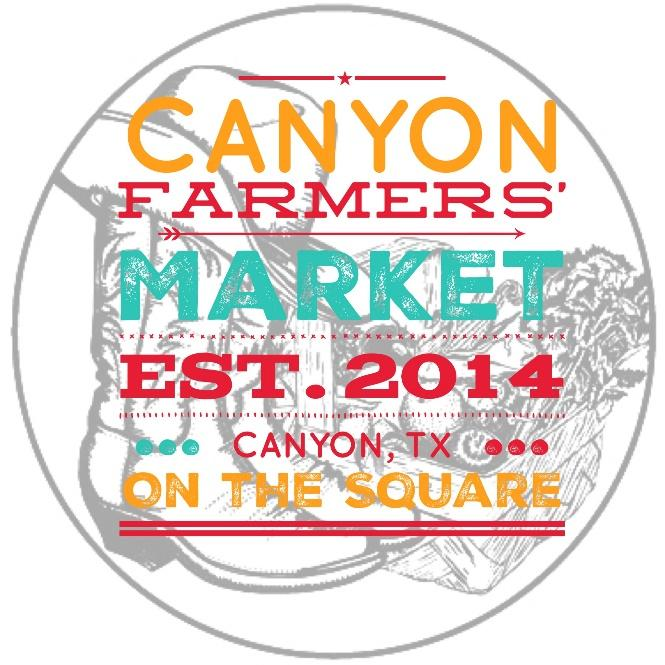 CANYON
FARMERS'
MARKET
EST. 2014
CANYON, TX
ON THE SQUARE